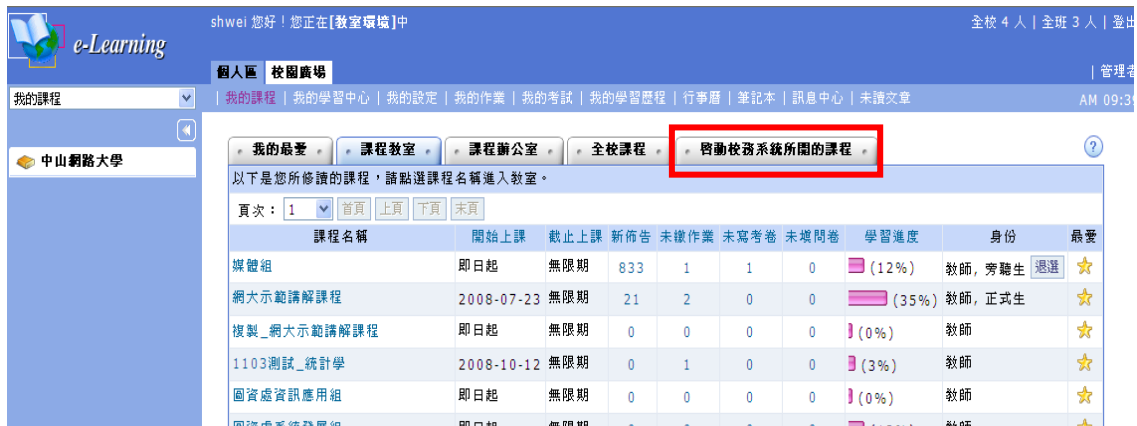 e-Learning
shwei 您好！您正在[教室環境]中
全校 4 人 | 全班 3 人 | 登出
個人區 校園廣場
| 管理者
我的課程
| 我的課程 | 我的學習中心 | 我的設定 | 我的作業 | 我的考試 | 我的學習歷程 | 行事曆 | 筆記本 | 訊息中心 | 未讀文章
AM 09:39
中山網路大學
我的最愛 課程教室 課程辦公室 全校課程 啓動校務系統所開的課程
?
以下是您所修讀的課程，請點選課程名稱進入教室。
頁次： 1 首頁 上頁 下頁 末頁
課程名稱 開始上課 截止上課 新佈告 未繳作業 未寫考卷 未填問卷 學習進度 身份 最愛
媒體組 即日起 無限期 833 1 1 0 (12%) 教師, 旁聽生 退選
網大示範講解課程 2008-07-23 無限期 21 2 0 0 (35%) 教師, 正式生
複製_網大示範講解課程 即日起 無限期 0 0 0 0 (0%) 教師
1103測試_統計學 2008-10-12 無限期 0 1 0 0 (3%) 教師
圖資處資訊應用組 即日起 無限期 0 0 0 0 (0%) 教師